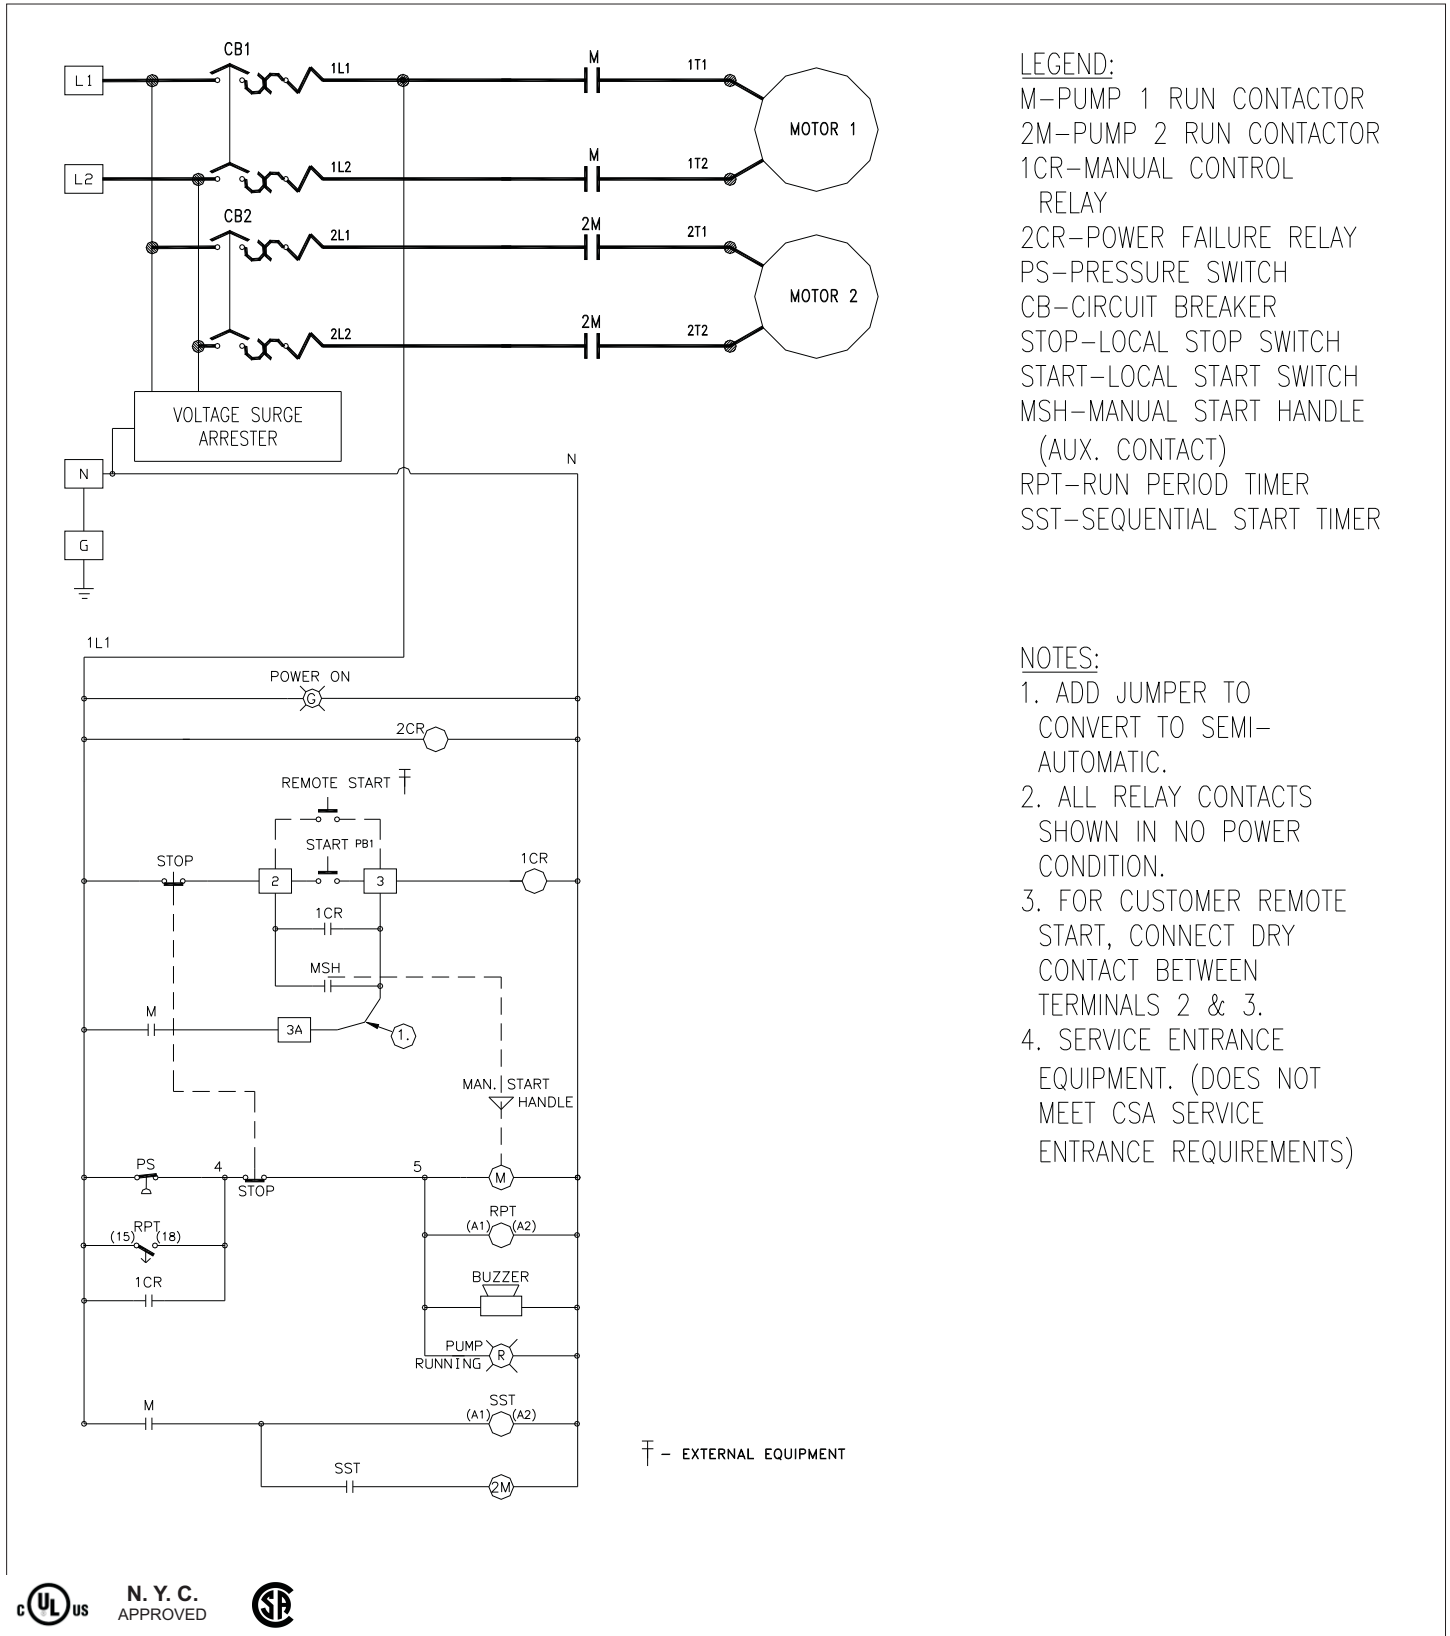 CB1
L1
1L1
M
1T1
MOTOR 1
L2
1L2
M
1T2
CB2
2L1
2M
2T1
MOTOR 2
2L2
2M
2T2
VOLTAGE SURGE
ARRESTER
N
N
G
1L1
POWER ON
G
2CR
REMOTE START
START PB1
STOP
2
3
1CR
1CR
MSH
M
3A
1.
MAN. START
HANDLE
PS
4
STOP
5
M
RPT
(15) (18)
RPT
(A1) (A2)
1CR
BUZZER
PUMP
RUNNING
R
M
SST
(A1) (A2)
SST
2M
- EXTERNAL EQUIPMENT
LEGEND:
M-PUMP 1 RUN CONTACTOR
2M-PUMP 2 RUN CONTACTOR
1CR-MANUAL CONTROL
RELAY
2CR-POWER FAILURE RELAY
PS-PRESSURE SWITCH
CB-CIRCUIT BREAKER
STOP-LOCAL STOP SWITCH
START-LOCAL START SWITCH
MSH-MANUAL START HANDLE
(AUX. CONTACT)
RPT-RUN PERIOD TIMER
SST-SEQUENTIAL START TIMER
NOTES:
1. ADD JUMPER TO
CONVERT TO SEMI-
AUTOMATIC.
2. ALL RELAY CONTACTS
SHOWN IN NO POWER
CONDITION.
3. FOR CUSTOMER REMOTE
START, CONNECT DRY
CONTACT BETWEEN
TERMINALS 2 & 3.
4. SERVICE ENTRANCE
EQUIPMENT. (DOES NOT
MEET CSA SERVICE
ENTRANCE REQUIREMENTS)
c UL us
N. Y. C.
APPROVED
CSA